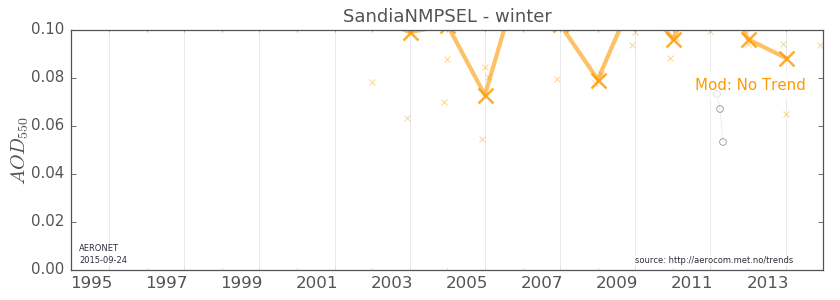 SandiaNMPSEL - winter
0.10
0.08
0.06
0.04
0.02
0.00
AOD550
Mod: No Trend
AERONET
2015-09-24
source: http://aerocom.met.no/trends
1995 1997 1999 2001 2003 2005 2007 2009 2011 2013